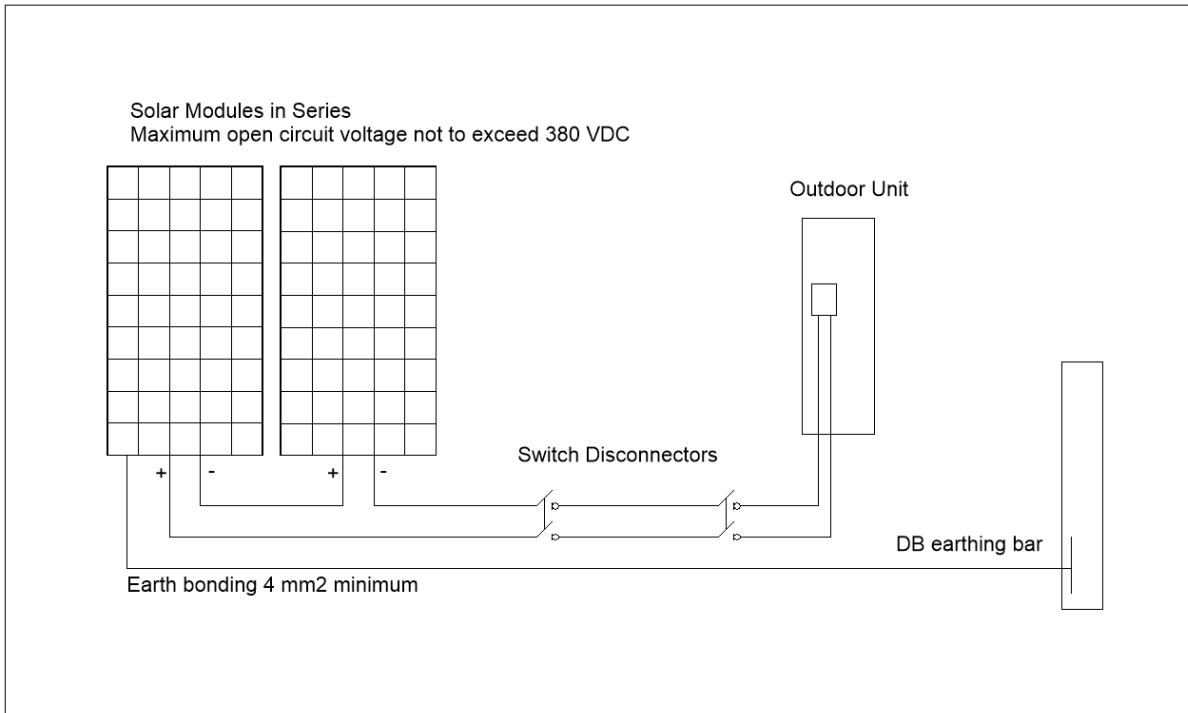 Solar Modules in Series
Maximum open circuit voltage not to exceed 380 VDC
Outdoor Unit
+ -
+ -
Switch Disconnectors
DB earthing bar
Earth bonding 4 mm2 minimum